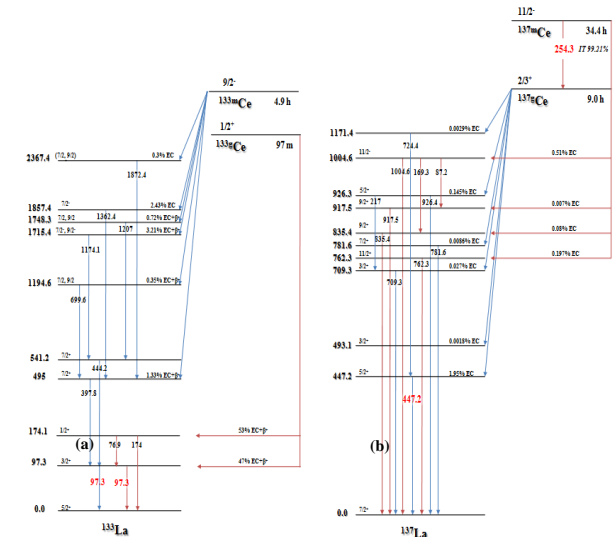 9/2-
133mCe 4.9 h
1/2+
133gCe 97 m
2367.4 (7/2, 9/2) 0.3% EC
1872.4
1857.4 7/2- 2.43% EC
1748.3 7/2, 9/2 1362.4 0.72% EC+β+
1715.4 7/2-, 9/2- 1207 3.21% EC+β+
1174.1
1194.6 7/2, 9/2 0.35% EC+β+
699.6
541.2 7/2-
444.2
495 7/2+ 1.33% EC+β+
397.8
174.1 1/2+ 53% EC+β+
(a) 76.9 174
97.3 3/2+ 47% EC+β+
97.3 97.3
0.0 5/2+
133La
11/2-
137mCe 34.4 h
254.3 IT 99.21%
2/3+
137gCe 9.0 h
1171.4 0.0029% EC
724.4
1004.6 11/2- 0.51% EC
1004.6 169.3 87.2
926.3 5/2+ 0.165% EC
917.5 9/2- 217 926.4 0.007% EC
917.5
835.4 9/2- 0.08% EC
781.6 7/2+ 835.4 781.6 0.0086% EC
762.3 11/2+ 762.3 0.197% EC
709.3 3/2+ 0.027% EC
709.3
493.1 3/2+ 0.0018% EC
447.2 5/2+ 1.95% EC
447.2
(b)
0.0 7/2+
137La